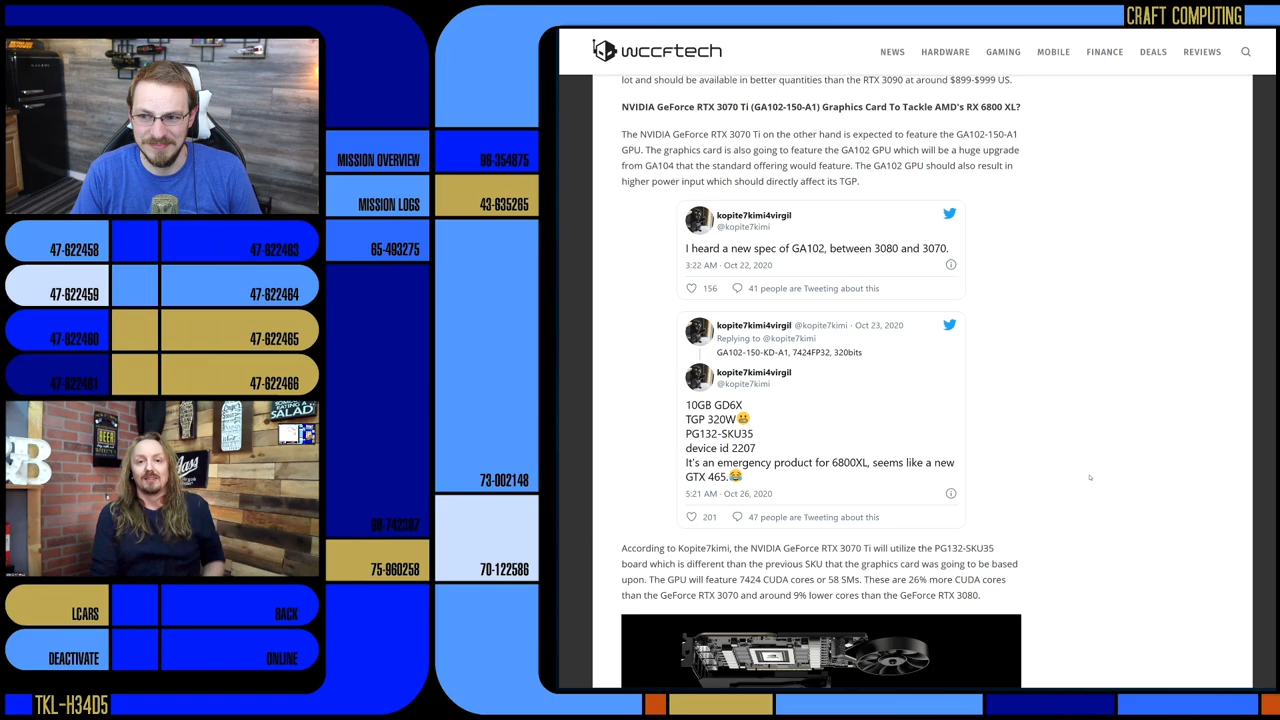 CRAFT COMPUTING
MISSION OVERVIEW
96-354875
MISSION LOGS
43-635265
47-622458
47-622463
65-493275
47-622459
47-622464
47-622460
47-622465
47-622461
47-622466
BEER
SALAD
B
73-002148
75-960258
70-122586
LCARS
BACK
DEACTIVATE
ONLINE
TKL-H34D5
wccftech
NEWS HARDWARE GAMING MOBILE FINANCE DEALS REVIEWS
lot and should be available in better quantities than the RTX 3090 at around $899-$999 US.
NVIDIA GeForce RTX 3070 Ti (GA102-150-A1) Graphics Card To Tackle AMD's RX 6800 XL?
The NVIDIA GeForce RTX 3070 Ti on the other hand is expected to feature the GA102-150-A1
GPU. The graphics card is also going to feature the GA102 GPU which will be a huge upgrade
from GA104 that the standard offering would feature. The GA102 GPU should also result in
higher power input which should directly affect its TGP.
kopite7kimi4virgil
@kopite7kimi
I heard a new spec of GA102, between 3080 and 3070.
3:22 AM · Oct 22, 2020
156 41 people are Tweeting about this
kopite7kimi4virgil @kopite7kimi · Oct 23, 2020
Replying to @kopite7kimi
GA102-150-KD-A1, 7424FP32, 320bits
kopite7kimi4virgil
@kopite7kimi
10GB GD6X
TGP 320W😬
PG132-SKU35
device id 2207
It's an emergency product for 6800XL, seems like a new
GTX 465.😂
5:21 AM · Oct 26, 2020
201 47 people are Tweeting about this
According to Kopite7kimi, the NVIDIA GeForce RTX 3070 Ti will utilize the PG132-SKU35
board which is different than the previous SKU that the graphics card was going to be based
upon. The GPU will feature 7424 CUDA cores or 58 SMs. These are 26% more CUDA cores
than the GeForce RTX 3070 and around 9% lower cores than the GeForce RTX 3080.